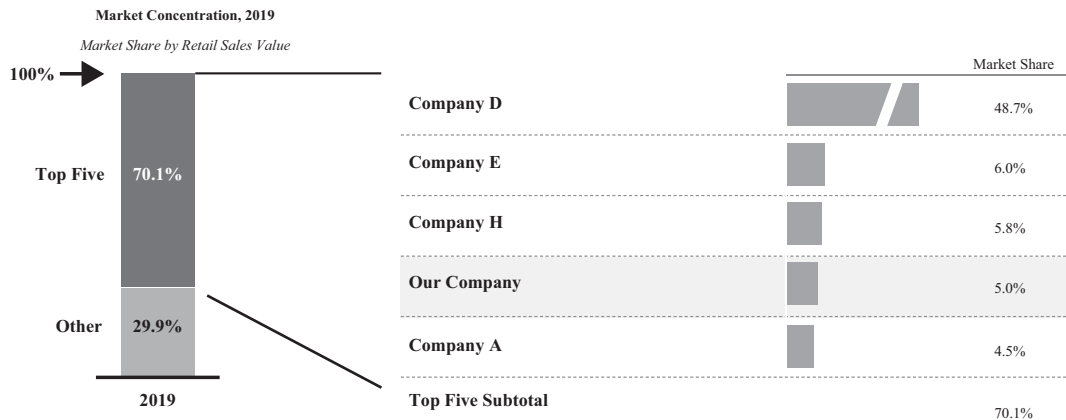 Market Concentration, 2019
Market Share by Retail Sales Value
100%
Top Five
70.1%
Other
29.9%
2019
Market Share
Company D 48.7%
Company E 6.0%
Company H 5.8%
Our Company 5.0%
Company A 4.5%
Top Five Subtotal 70.1%